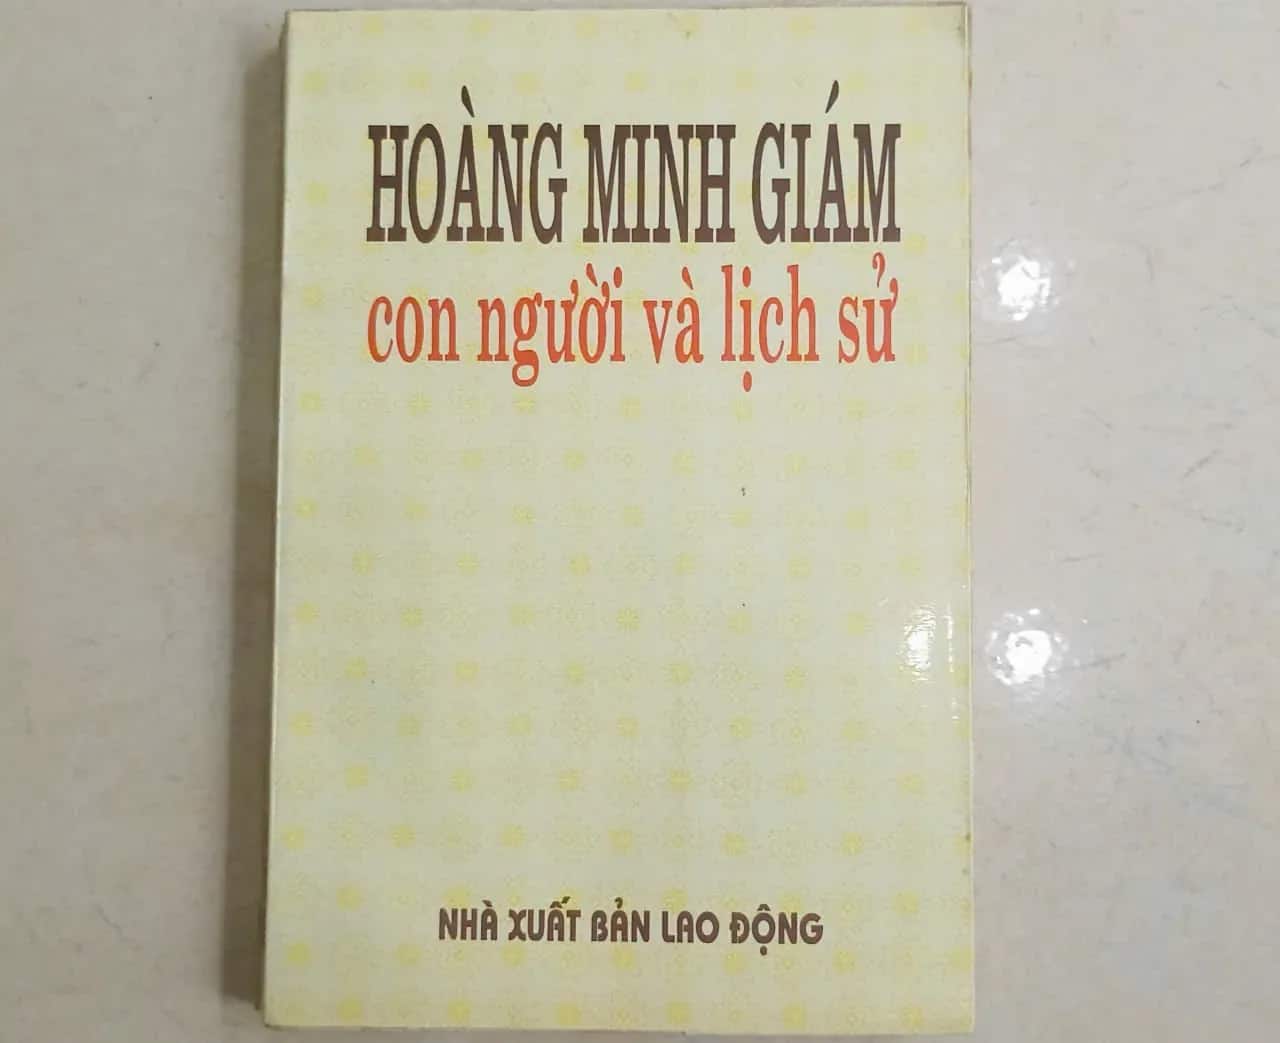 HOÀNG MINH GIÁM
con người và lịch sử
NHÀ XUẤT BẢN LAO ĐỘNG